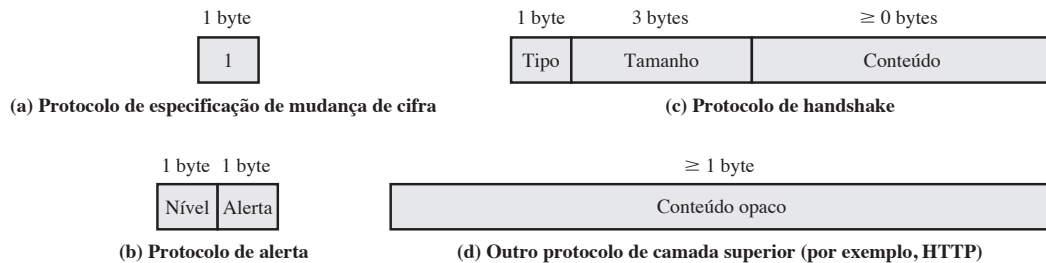 1 byte
1
(a) Protocolo de especificação de mudança de cifra
1 byte 3 bytes ≥ 0 bytes
Tipo Tamanho Conteúdo
(c) Protocolo de handshake
1 byte 1 byte
Nível Alerta
(b) Protocolo de alerta
≥ 1 byte
Conteúdo opaco
(d) Outro protocolo de camada superior (por exemplo, HTTP)